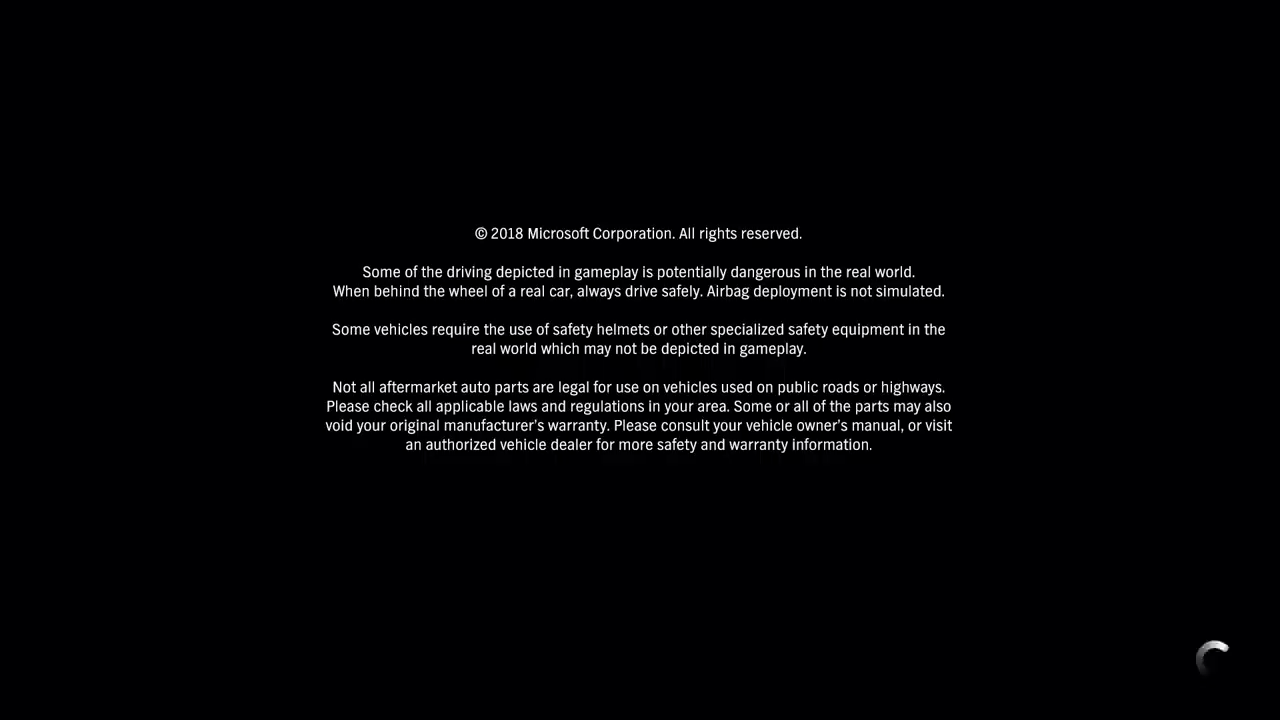 © 2018 Microsoft Corporation. All rights reserved.
Some of the driving depicted in gameplay is potentially dangerous in the real world.
When behind the wheel of a real car, always drive safely. Airbag deployment is not simulated.
Some vehicles require the use of safety helmets or other specialized safety equipment in the
real world which may not be depicted in gameplay.
Not all aftermarket auto parts are legal for use on vehicles used on public roads or highways.
Please check all applicable laws and regulations in your area. Some or all of the parts may also
void your original manufacturer's warranty. Please consult your vehicle owner's manual, or visit
an authorized vehicle dealer for more safety and warranty information.